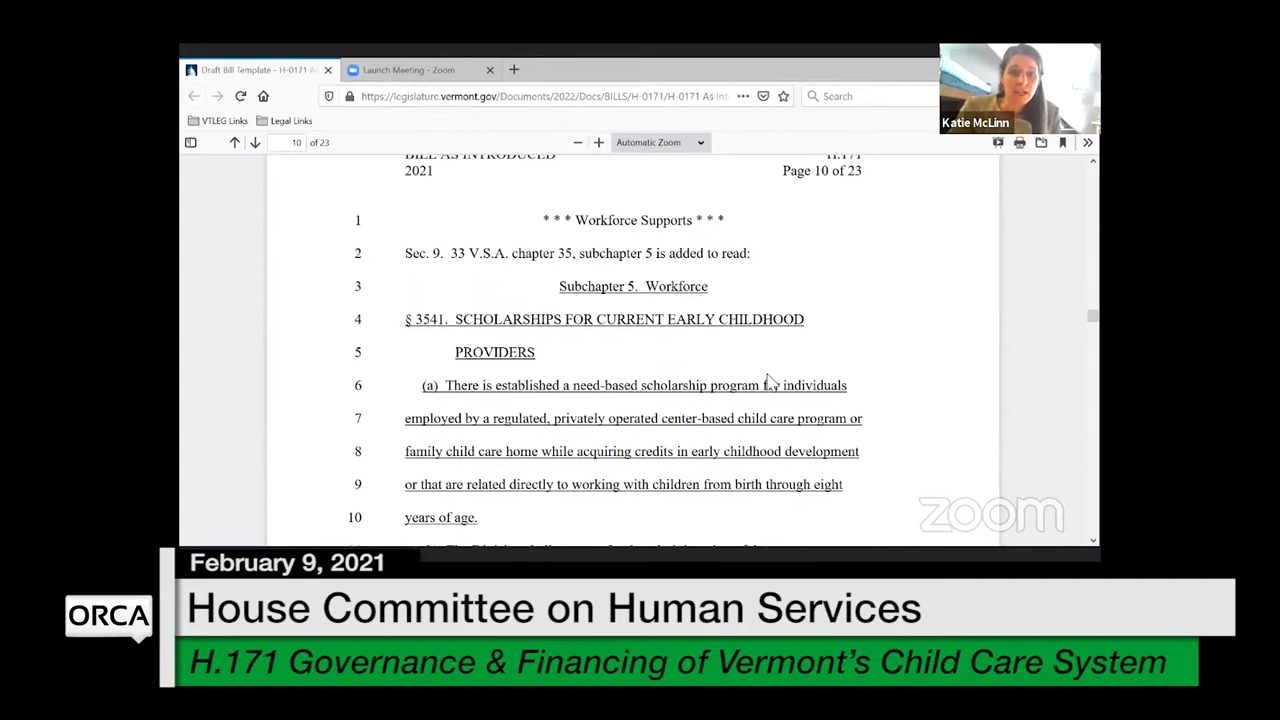 Draft Bill Template - H-0171 As
Launch Meeting - Zoom
https://legislature.vermont.gov/Documents/2022/Docs/BILLS/H-0171/H-0171 As Int
Search
Katie McLinn
VTLEG Links
Legal Links
10 of 23
Automatic Zoom
BILL AS INTRODUCED H.171
2021 Page 10 of 23
1 * * * Workforce Supports * * *
2 Sec. 9. 33 V.S.A. chapter 35, subchapter 5 is added to read:
3 Subchapter 5. Workforce
4 § 3541. SCHOLARSHIPS FOR CURRENT EARLY CHILDHOOD
5 PROVIDERS
6 (a) There is established a need-based scholarship program for individuals
7 employed by a regulated, privately operated center-based child care program or
8 family child care home while acquiring credits in early childhood development
9 or that are related directly to working with children from birth through eight
10 years of age.
zoom
February 9, 2021
ORCA
House Committee on Human Services
H.171 Governance & Financing of Vermont's Child Care System